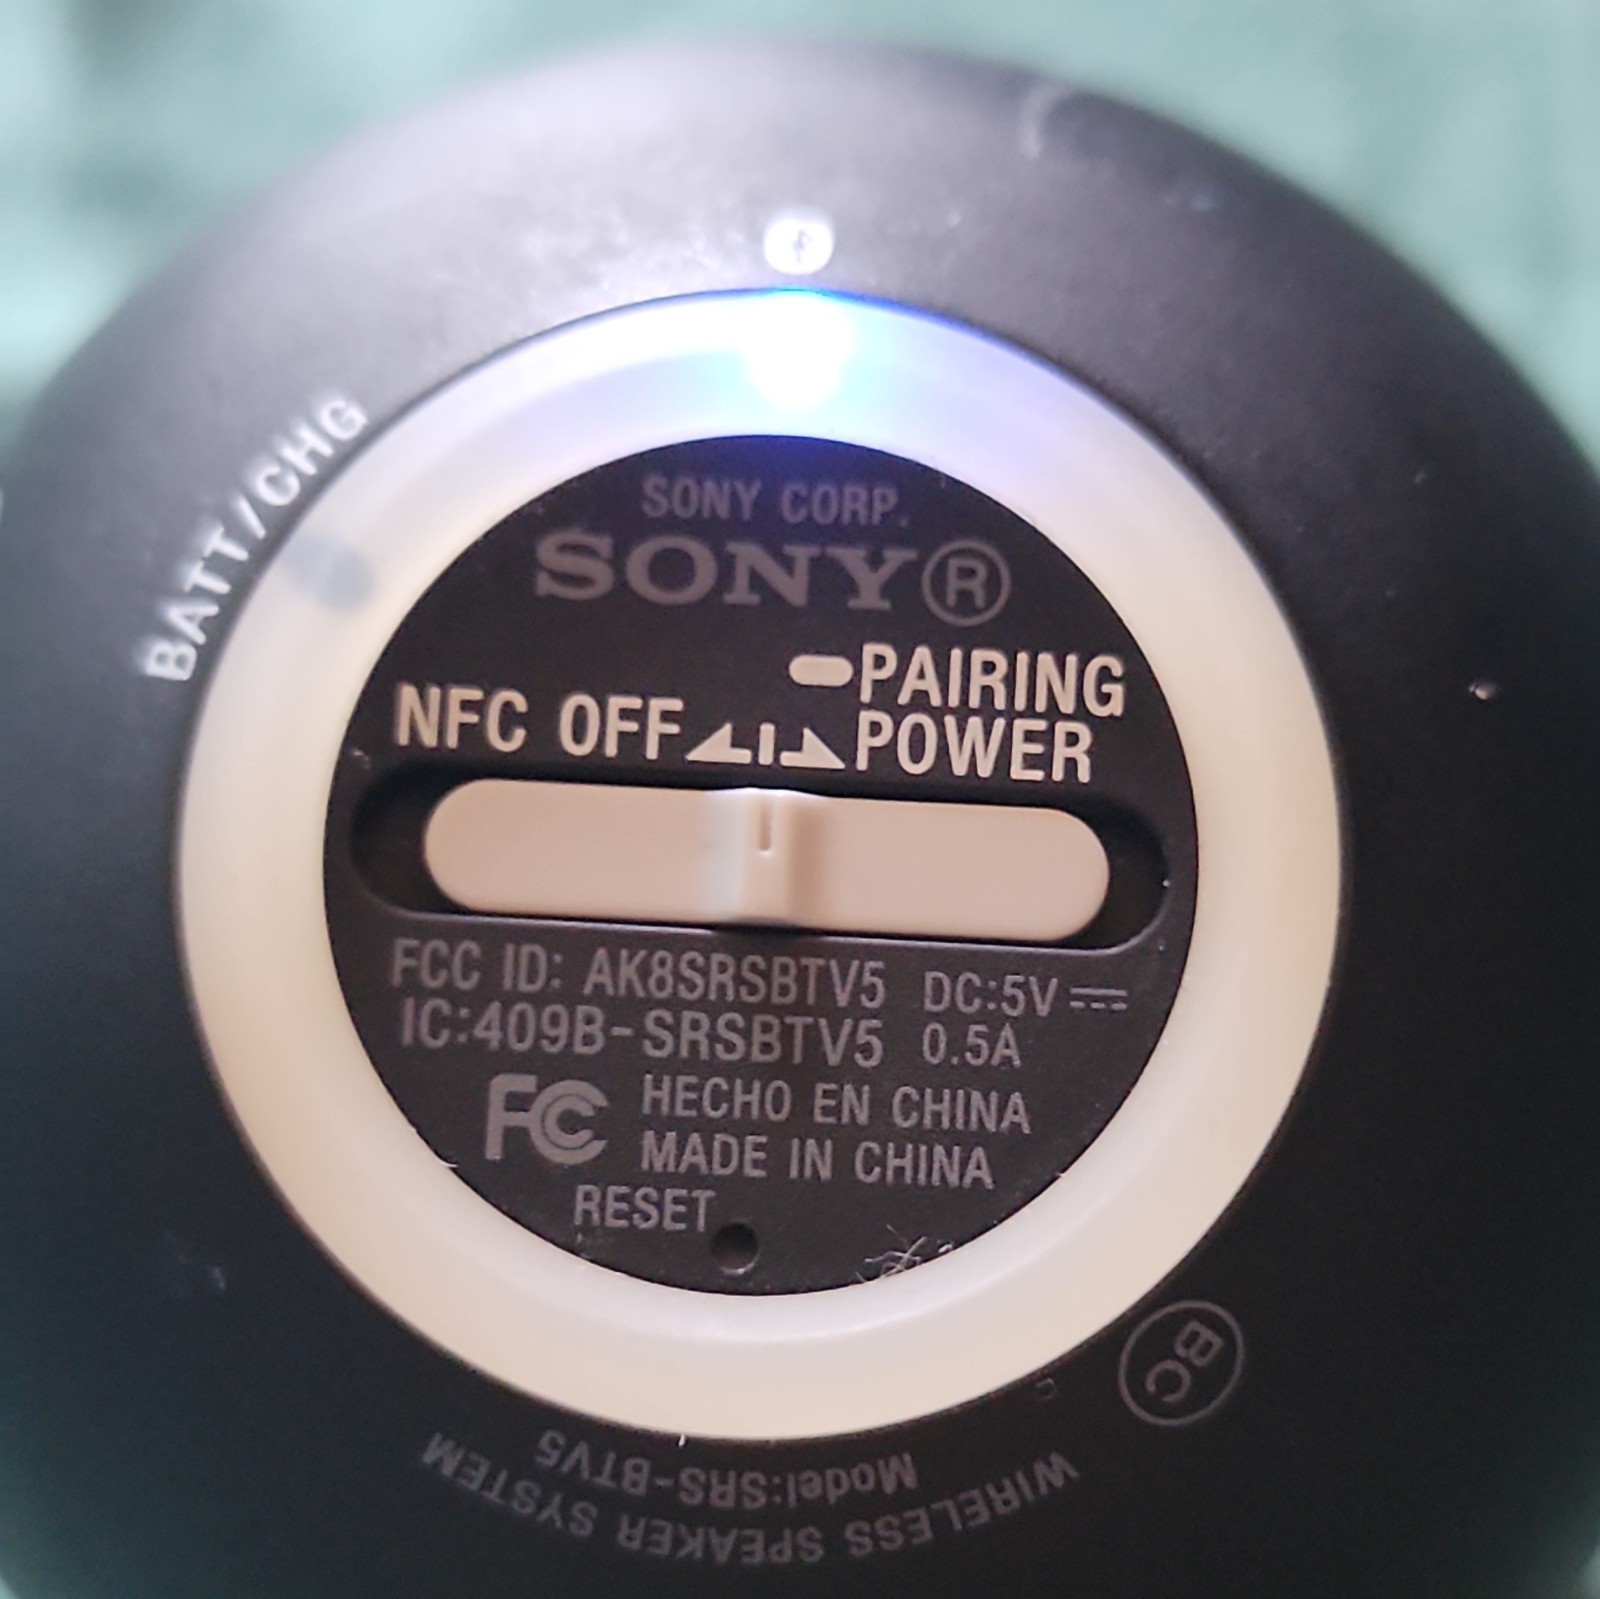 BATT/CHG
SONY CORP.
SONY®
PAIRING
NFC OFF POWER
FCC ID: AK8SRSBTV5 DC:5V
IC:409B-SRSBTV5 0.5A
FC HECHO EN CHINA
MADE IN CHINA
RESET
BC
Model:SRS-BTV5
WIRELESS SPEAKER SYSTEM